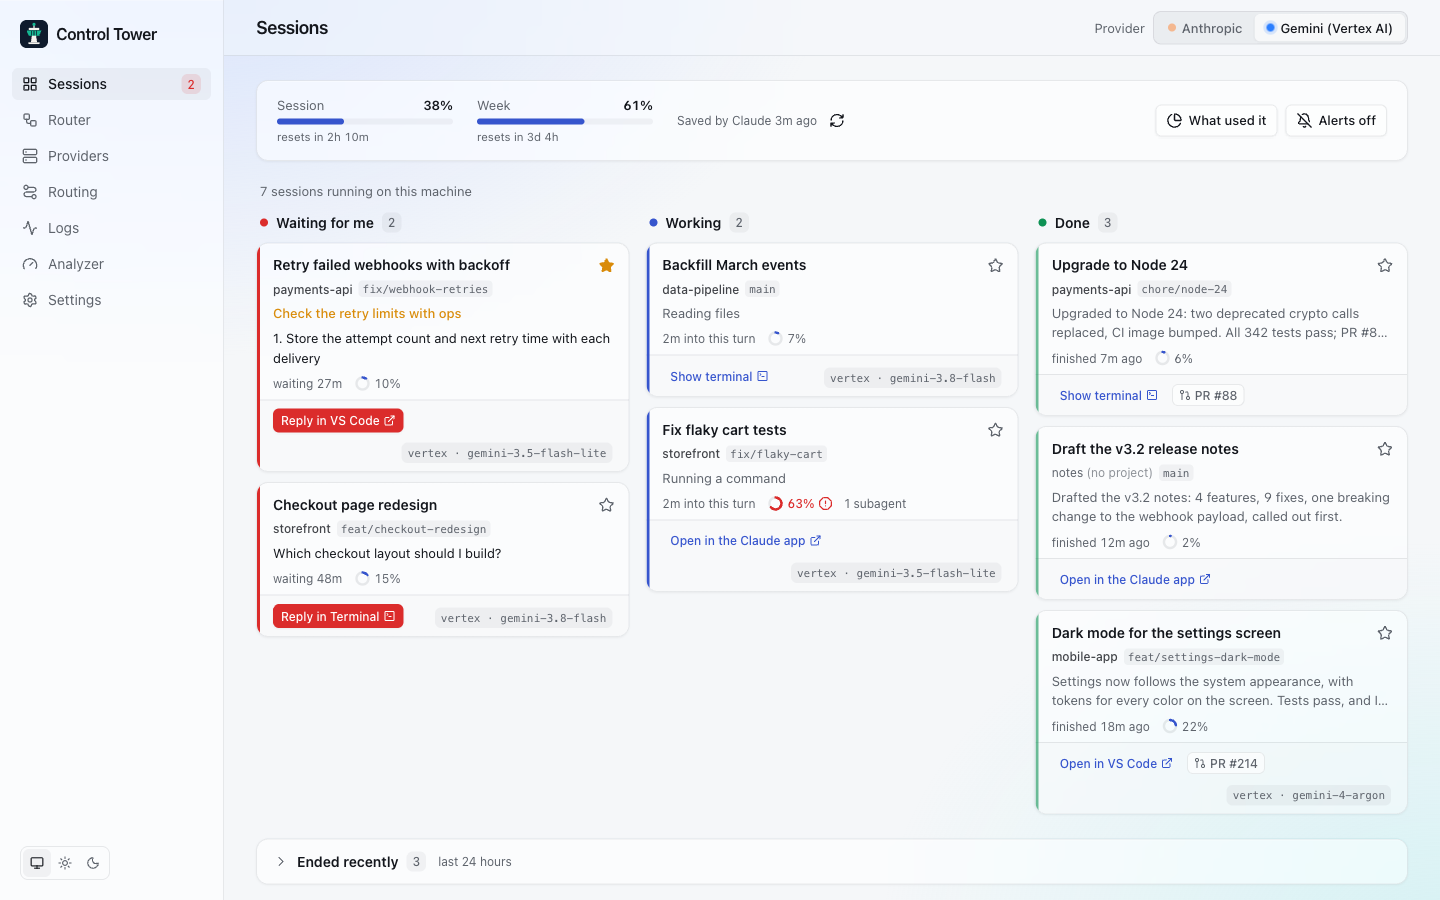 Control Tower
Sessions 2
Router
Providers
Routing
Logs
Analyzer
Settings
Sessions
Provider Anthropic Gemini (Vertex AI)
Session 38%
resets in 2h 10m
Week 61%
resets in 3d 4h
Saved by Claude 3m ago
What used it
Alerts off
7 sessions running on this machine
Waiting for me 2
Retry failed webhooks with backoff
payments-api fix/webhook-retries
Check the retry limits with ops
1. Store the attempt count and next retry time with each
delivery
waiting 27m 10%
Reply in VS Code
vertex · gemini-3.5-flash-lite
Checkout page redesign
storefront feat/checkout-redesign
Which checkout layout should I build?
waiting 48m 15%
Reply in Terminal vertex · gemini-3.8-flash
Working 2
Backfill March events
data-pipeline main
Reading files
2m into this turn 7%
Show terminal vertex · gemini-3.8-flash
Fix flaky cart tests
storefront fix/flaky-cart
Running a command
2m into this turn 63% 1 subagent
Open in the Claude app
vertex · gemini-3.5-flash-lite
Done 3
Upgrade to Node 24
payments-api chore/node-24
Upgraded to Node 24: two deprecated crypto calls
replaced, CI image bumped. All 342 tests pass; PR #8…
finished 7m ago 6%
Show terminal PR #88
Draft the v3.2 release notes
notes (no project) main
Drafted the v3.2 notes: 4 features, 9 fixes, one breaking
change to the webhook payload, called out first.
finished 12m ago 2%
Open in the Claude app
Dark mode for the settings screen
mobile-app feat/settings-dark-mode
Settings now follows the system appearance, with
tokens for every color on the screen. Tests pass, and I…
finished 18m ago 22%
Open in VS Code PR #214
vertex · gemini-4-argon
Ended recently 3 last 24 hours